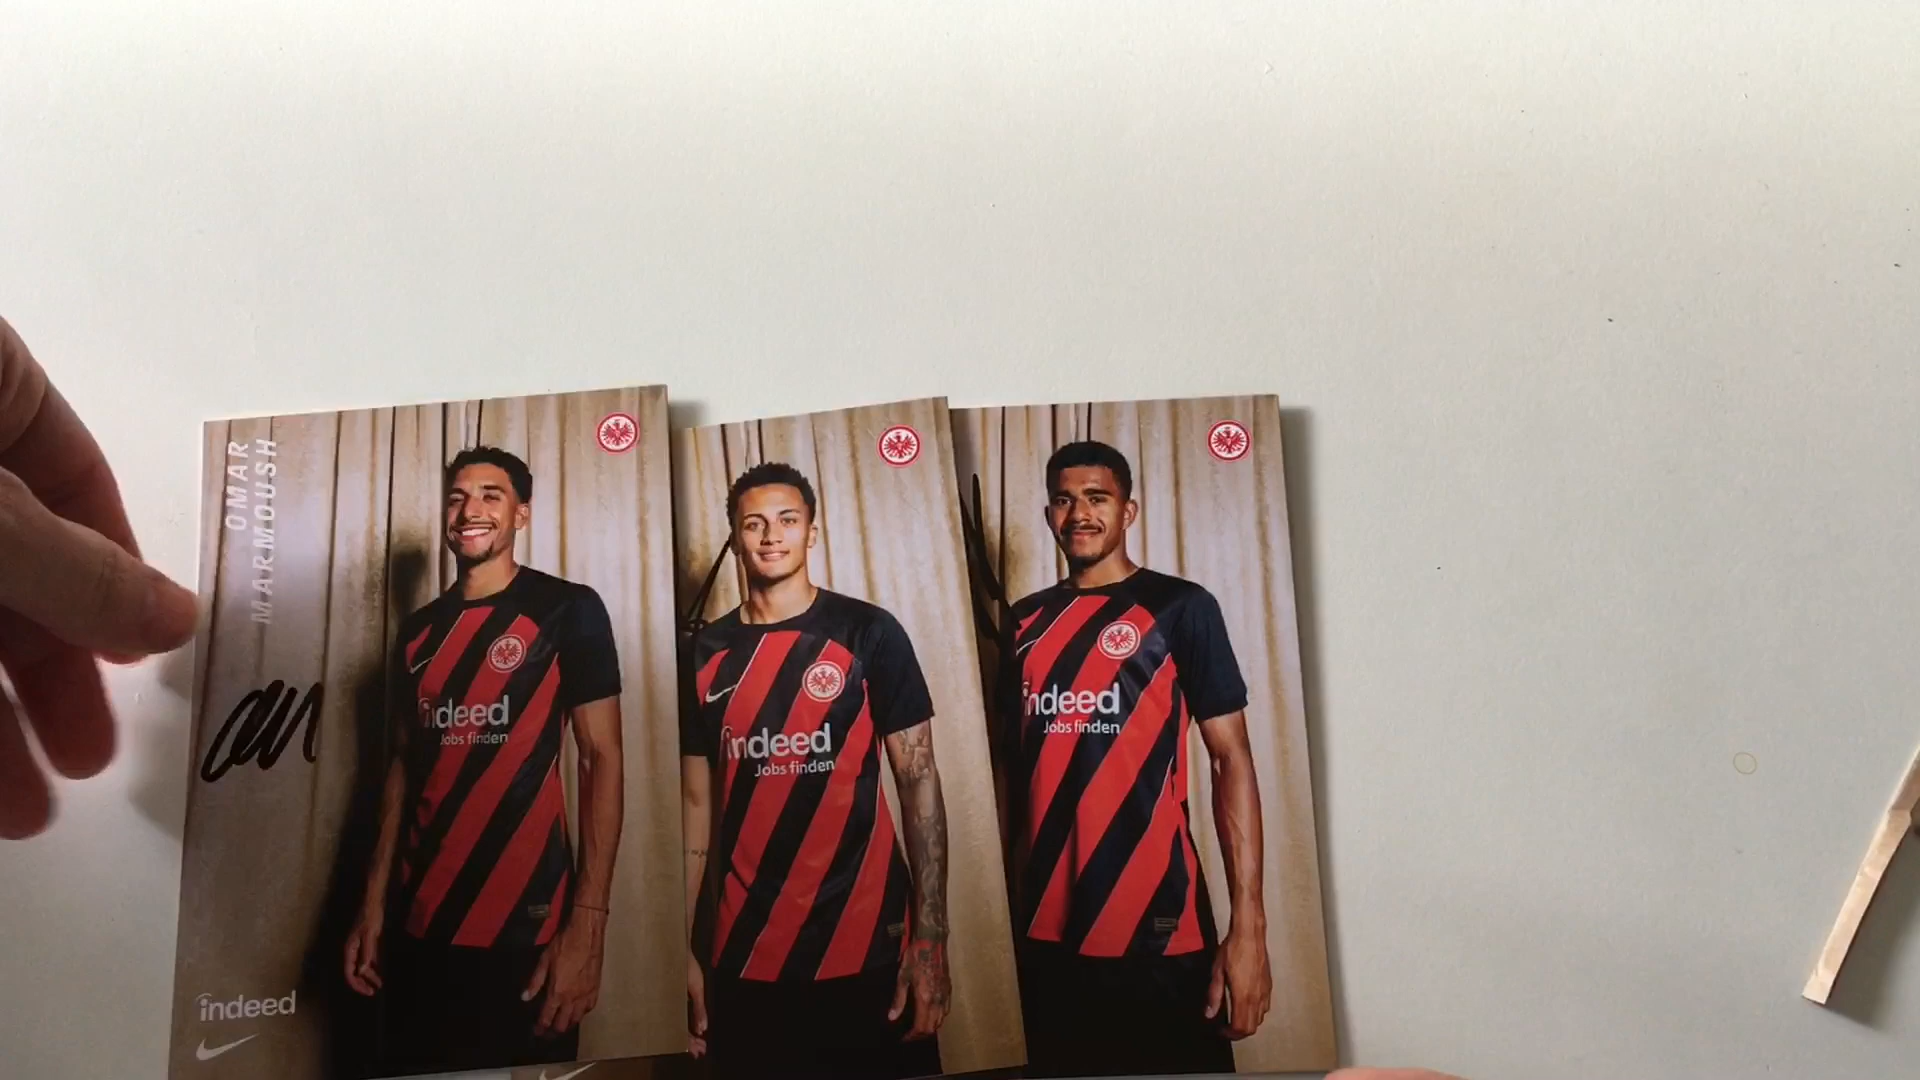 OMAR
MARMOUSH
indeed
Jobs finden
indeed
indeed
Jobs finden
indeed
Jobs finden